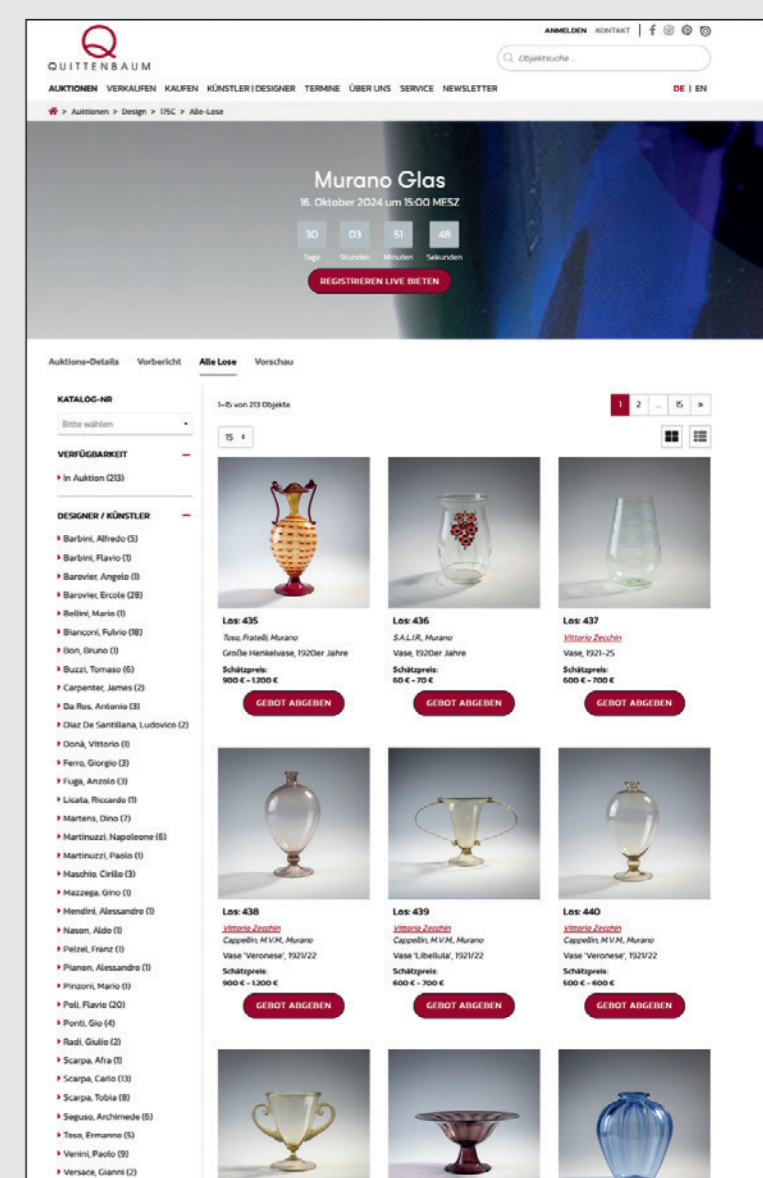 ANMELDEN KONTAKT
QUITTENBAUM
Objektsuche ...
AUKTIONEN VERKAUFEN KAUFEN KÜNSTLER | DESIGNER TERMINE ÜBER UNS SERVICE NEWSLETTER DE | EN
> Auktionen > Design > 175C > Alle-Lose
Murano Glas
16. Oktober 2024 um 15:00 MESZ
30 03 51 48
Tage Stunden Minuten Sekunden
REGISTRIEREN LIVE BIETEN
Auktions-Details Vorbericht Alle Lose Vorschau
KATALOG-NR
Bitte wählen
VERFÜGBARKEIT
In Auktion (213)
DESIGNER / KÜNSTLER
Barbini, Alfredo (5)
Barbini, Flavio (1)
Barovier, Angelo (1)
Barovier, Ercole (28)
Bellini, Mario (1)
Bianconi, Fulvio (18)
Bon, Bruno (1)
Buzzi, Tomaso (6)
Carpenter, James (2)
Da Ros, Antonio (3)
Diaz De Santillana, Ludovico (2)
Donà, Vittorio (1)
Ferro, Giorgio (3)
Fuga, Anzolo (3)
Licata, Riccardo (1)
Martens, Dino (7)
Martinuzzi, Napoleone (6)
Martinuzzi, Paolo (1)
Maschio, Cirillo (3)
Mazzega, Gino (1)
Mendini, Alessandro (1)
Nason, Aldo (1)
Pelzel, Franz (1)
Pianon, Alessandro (1)
Pinzoni, Mario (1)
Poli, Flavio (20)
Ponti, Gio (4)
Radi, Giulio (2)
Scarpa, Afra (1)
Scarpa, Carlo (13)
Scarpa, Tobia (8)
Seguso, Archimede (6)
Toso, Ermanno (5)
Venini, Paolo (9)
Versace, Gianni (2)
1–15 von 213 Objekte
1 2 ... 15 »
15
Los: 435
Toso, Fratelli, Murano
Große Henkelvase, 1920er Jahre
Schätzpreis:
900 € - 1.200 €
GEBOT ABGEBEN
Los: 436
S.A.L.I.R., Murano
Vase, 1920er Jahre
Schätzpreis:
60 € - 70 €
GEBOT ABGEBEN
Los: 437
Vittorio Zecchin
Vase, 1921-25
Schätzpreis:
600 € - 700 €
GEBOT ABGEBEN
Los: 438
Vittorio Zecchin
Cappellin, M.V.M., Murano
Vase 'Veronese', 1921/22
Schätzpreis:
900 € - 1.200 €
GEBOT ABGEBEN
Los: 439
Vittorio Zecchin
Cappellin, M.V.M., Murano
Vase 'Libellula', 1921/22
Schätzpreis:
600 € - 700 €
GEBOT ABGEBEN
Los: 440
Vittorio Zecchin
Cappellin, M.V.M., Murano
Vase 'Veronese', 1921/22
Schätzpreis:
500 € - 600 €
GEBOT ABGEBEN